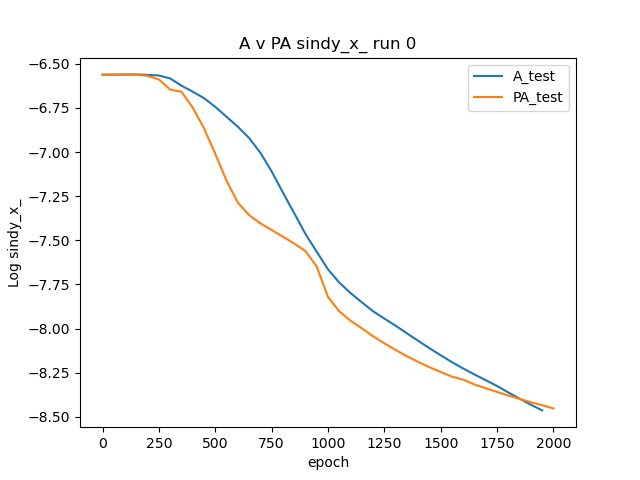 A v PA sindy_x_ run 0
A_test
PA_test
Log sindy_x_
−6.50
−6.75
−7.00
−7.25
−7.50
−7.75
−8.00
−8.25
−8.50
0 250 500 750 1000 1250 1500 1750 2000
epoch